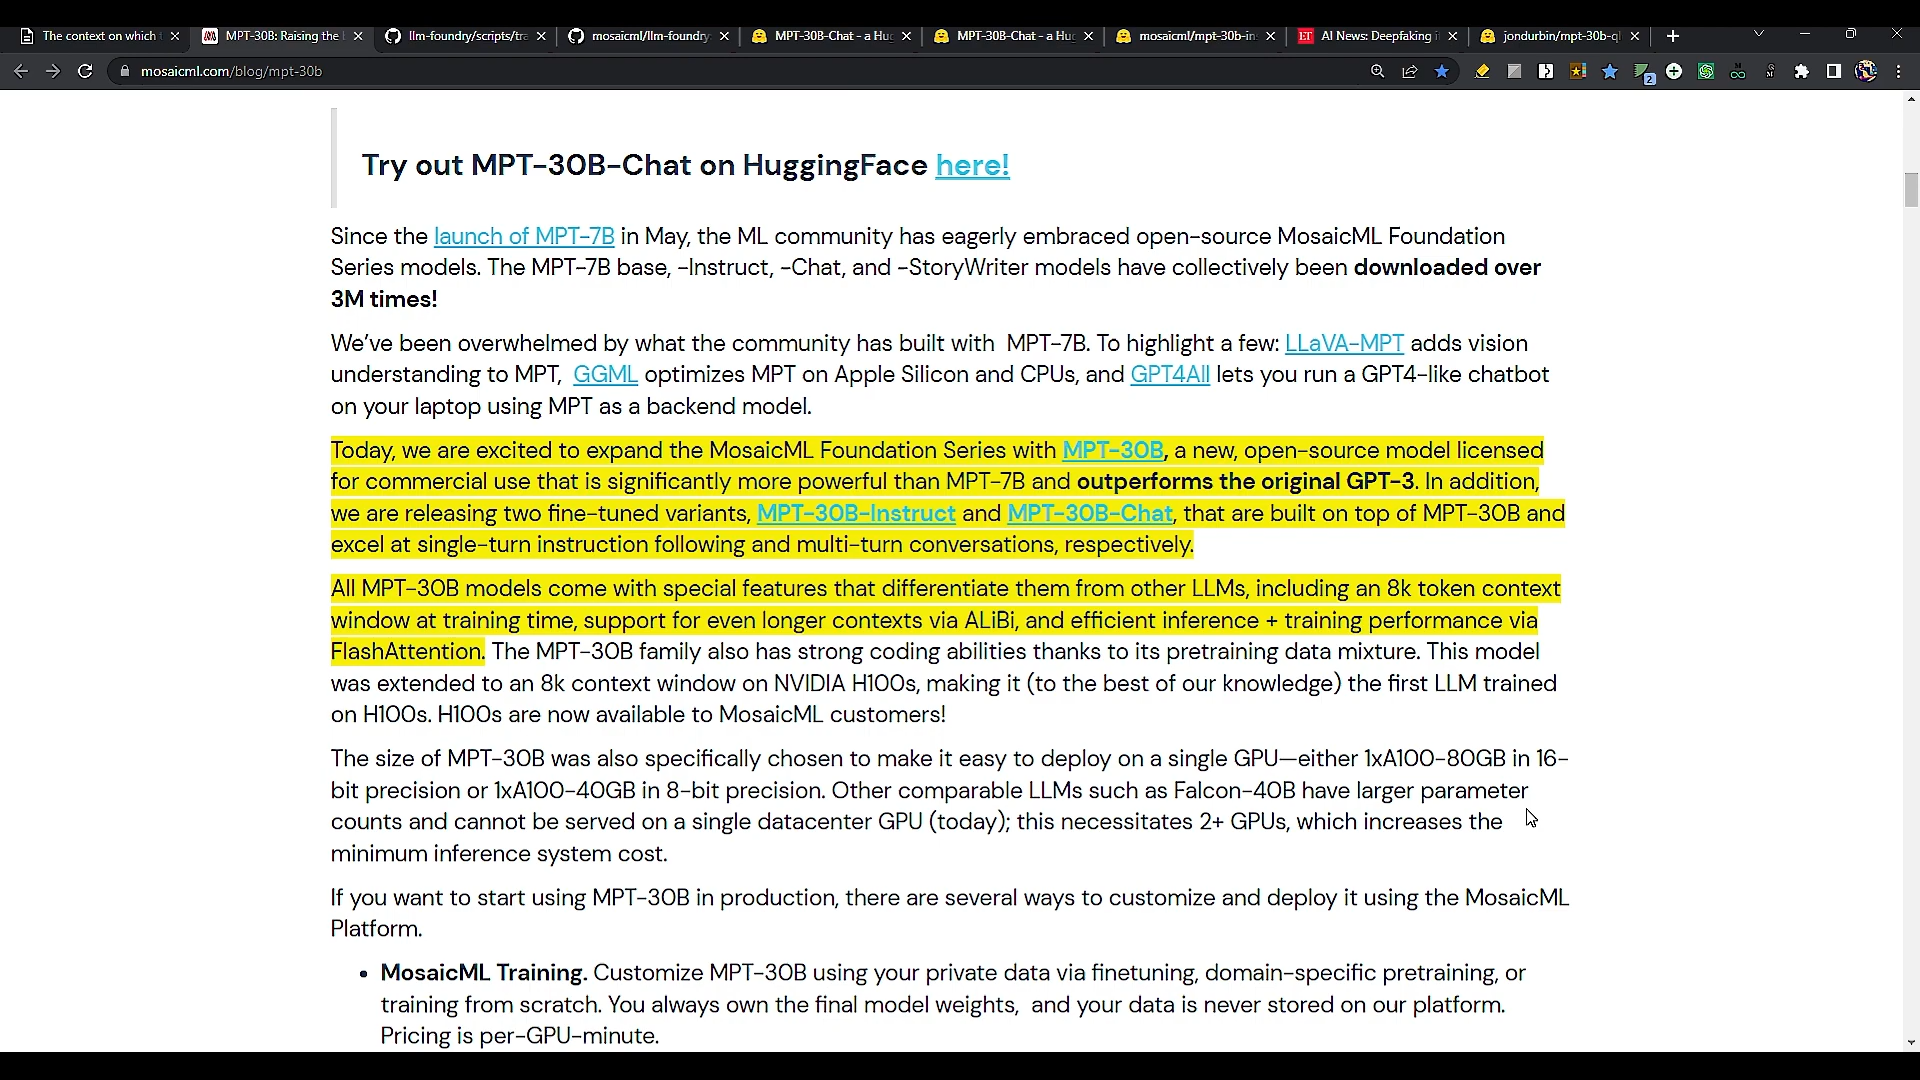 The context on which
MPT-30B: Raising the
llm-foundry/scripts/tra
mosaicml/llm-foundry
MPT-30B-Chat - a Hug
MPT-30B-Chat - a Hug
mosaicml/mpt-30b-in
ET
AI News: Deepfaking i
jondurbin/mpt-30b-ql
mosaicml.com/blog/mpt-30b
2
Try out MPT-30B-Chat on HuggingFace here!
Since the launch of MPT-7B in May, the ML community has eagerly embraced open-source MosaicML Foundation
Series models. The MPT-7B base, -Instruct, -Chat, and -StoryWriter models have collectively been downloaded over
3M times!
We've been overwhelmed by what the community has built with MPT-7B. To highlight a few: LLaVA-MPT adds vision
understanding to MPT, GGML optimizes MPT on Apple Silicon and CPUs, and GPT4All lets you run a GPT4-like chatbot
on your laptop using MPT as a backend model.
Today, we are excited to expand the MosaicML Foundation Series with MPT-30B, a new, open-source model licensed
for commercial use that is significantly more powerful than MPT-7B and outperforms the original GPT-3. In addition,
we are releasing two fine-tuned variants, MPT-30B-Instruct and MPT-30B-Chat, that are built on top of MPT-30B and
excel at single-turn instruction following and multi-turn conversations, respectively.
All MPT-30B models come with special features that differentiate them from other LLMs, including an 8k token context
window at training time, support for even longer contexts via ALiBi, and efficient inference + training performance via
FlashAttention. The MPT-30B family also has strong coding abilities thanks to its pretraining data mixture. This model
was extended to an 8k context window on NVIDIA H100s, making it (to the best of our knowledge) the first LLM trained
on H100s. H100s are now available to MosaicML customers!
The size of MPT-30B was also specifically chosen to make it easy to deploy on a single GPU—either 1xA100-80GB in 16-
bit precision or 1xA100-40GB in 8-bit precision. Other comparable LLMs such as Falcon-40B have larger parameter
counts and cannot be served on a single datacenter GPU (today); this necessitates 2+ GPUs, which increases the
minimum inference system cost.
If you want to start using MPT-30B in production, there are several ways to customize and deploy it using the MosaicML
Platform.
• MosaicML Training. Customize MPT-30B using your private data via finetuning, domain-specific pretraining, or
training from scratch. You always own the final model weights, and your data is never stored on our platform.
Pricing is per-GPU-minute.